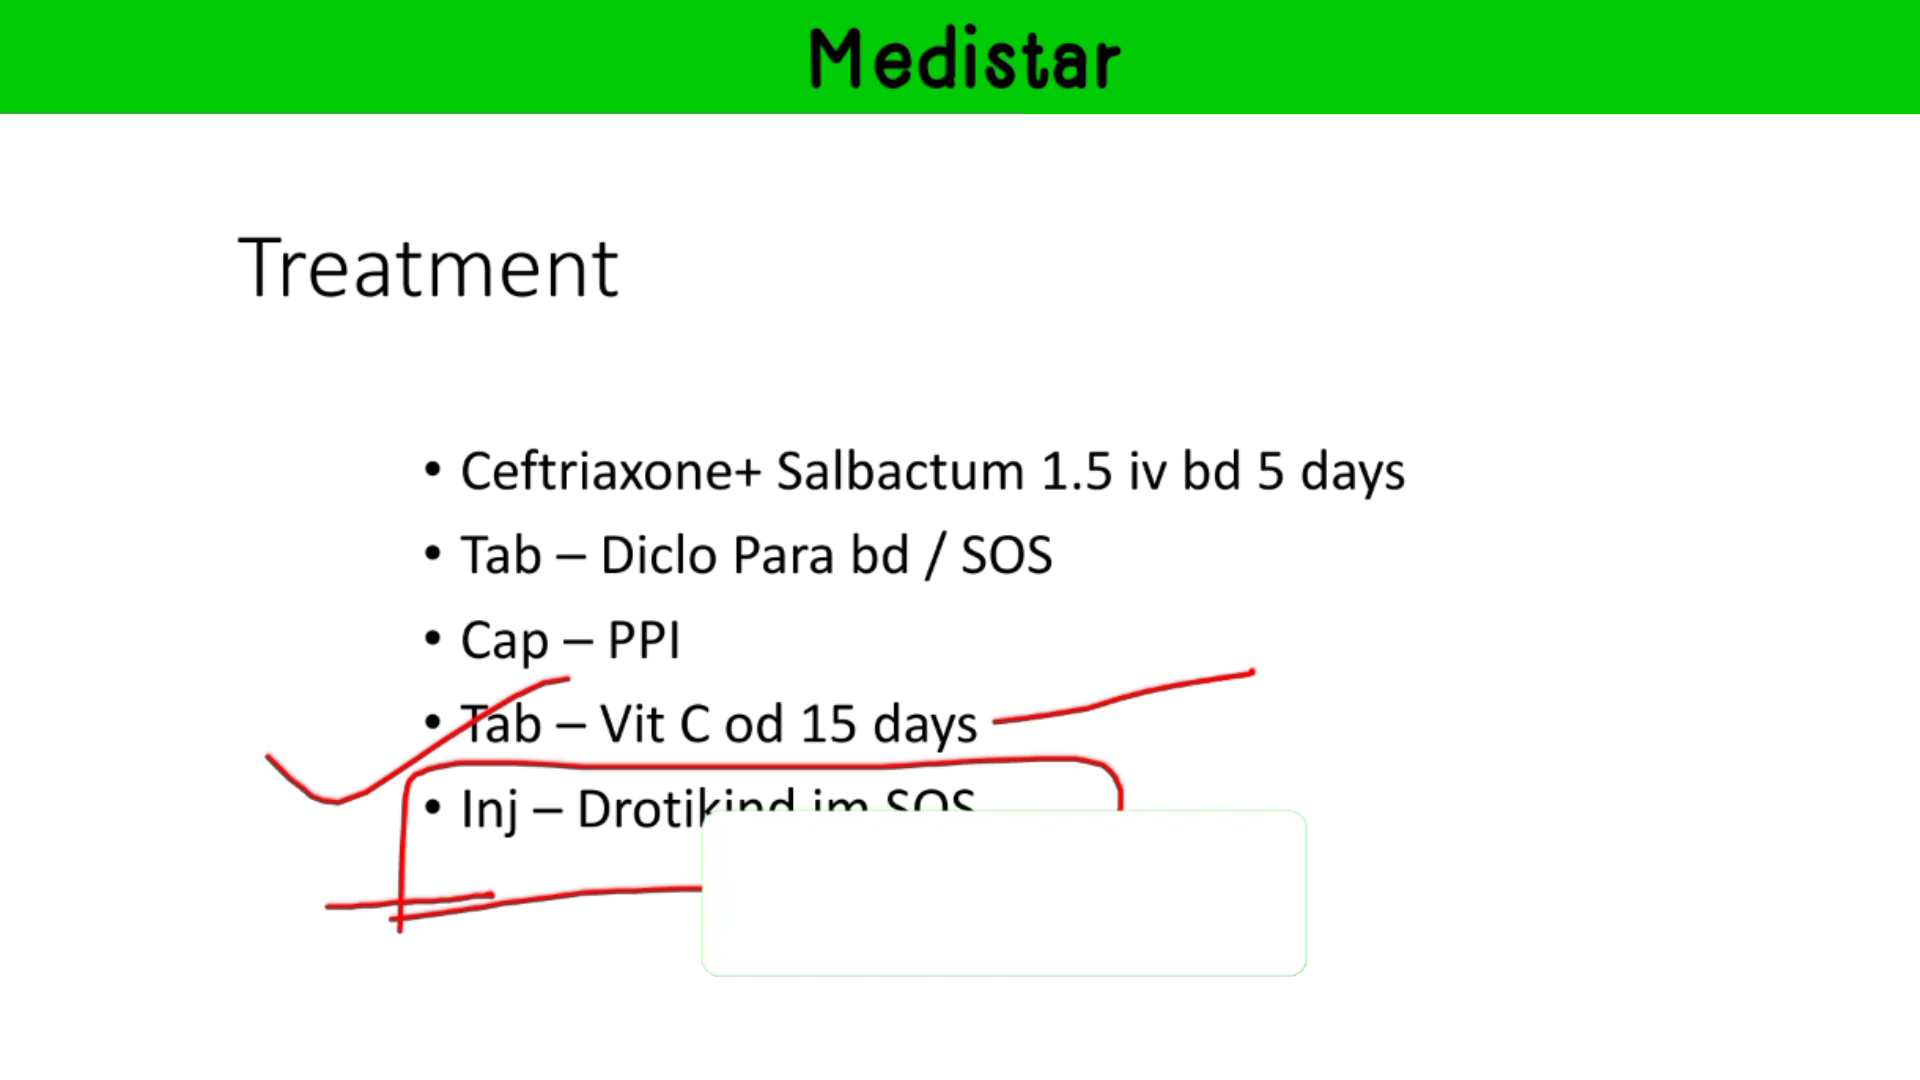 Medistar
Treatment
• Ceftriaxone+ Salbactum 1.5 iv bd 5 days
• Tab – Diclo Para bd / SOS
• Cap – PPI
• Tab – Vit C od 15 days
• Inj – Drotikind im SOS